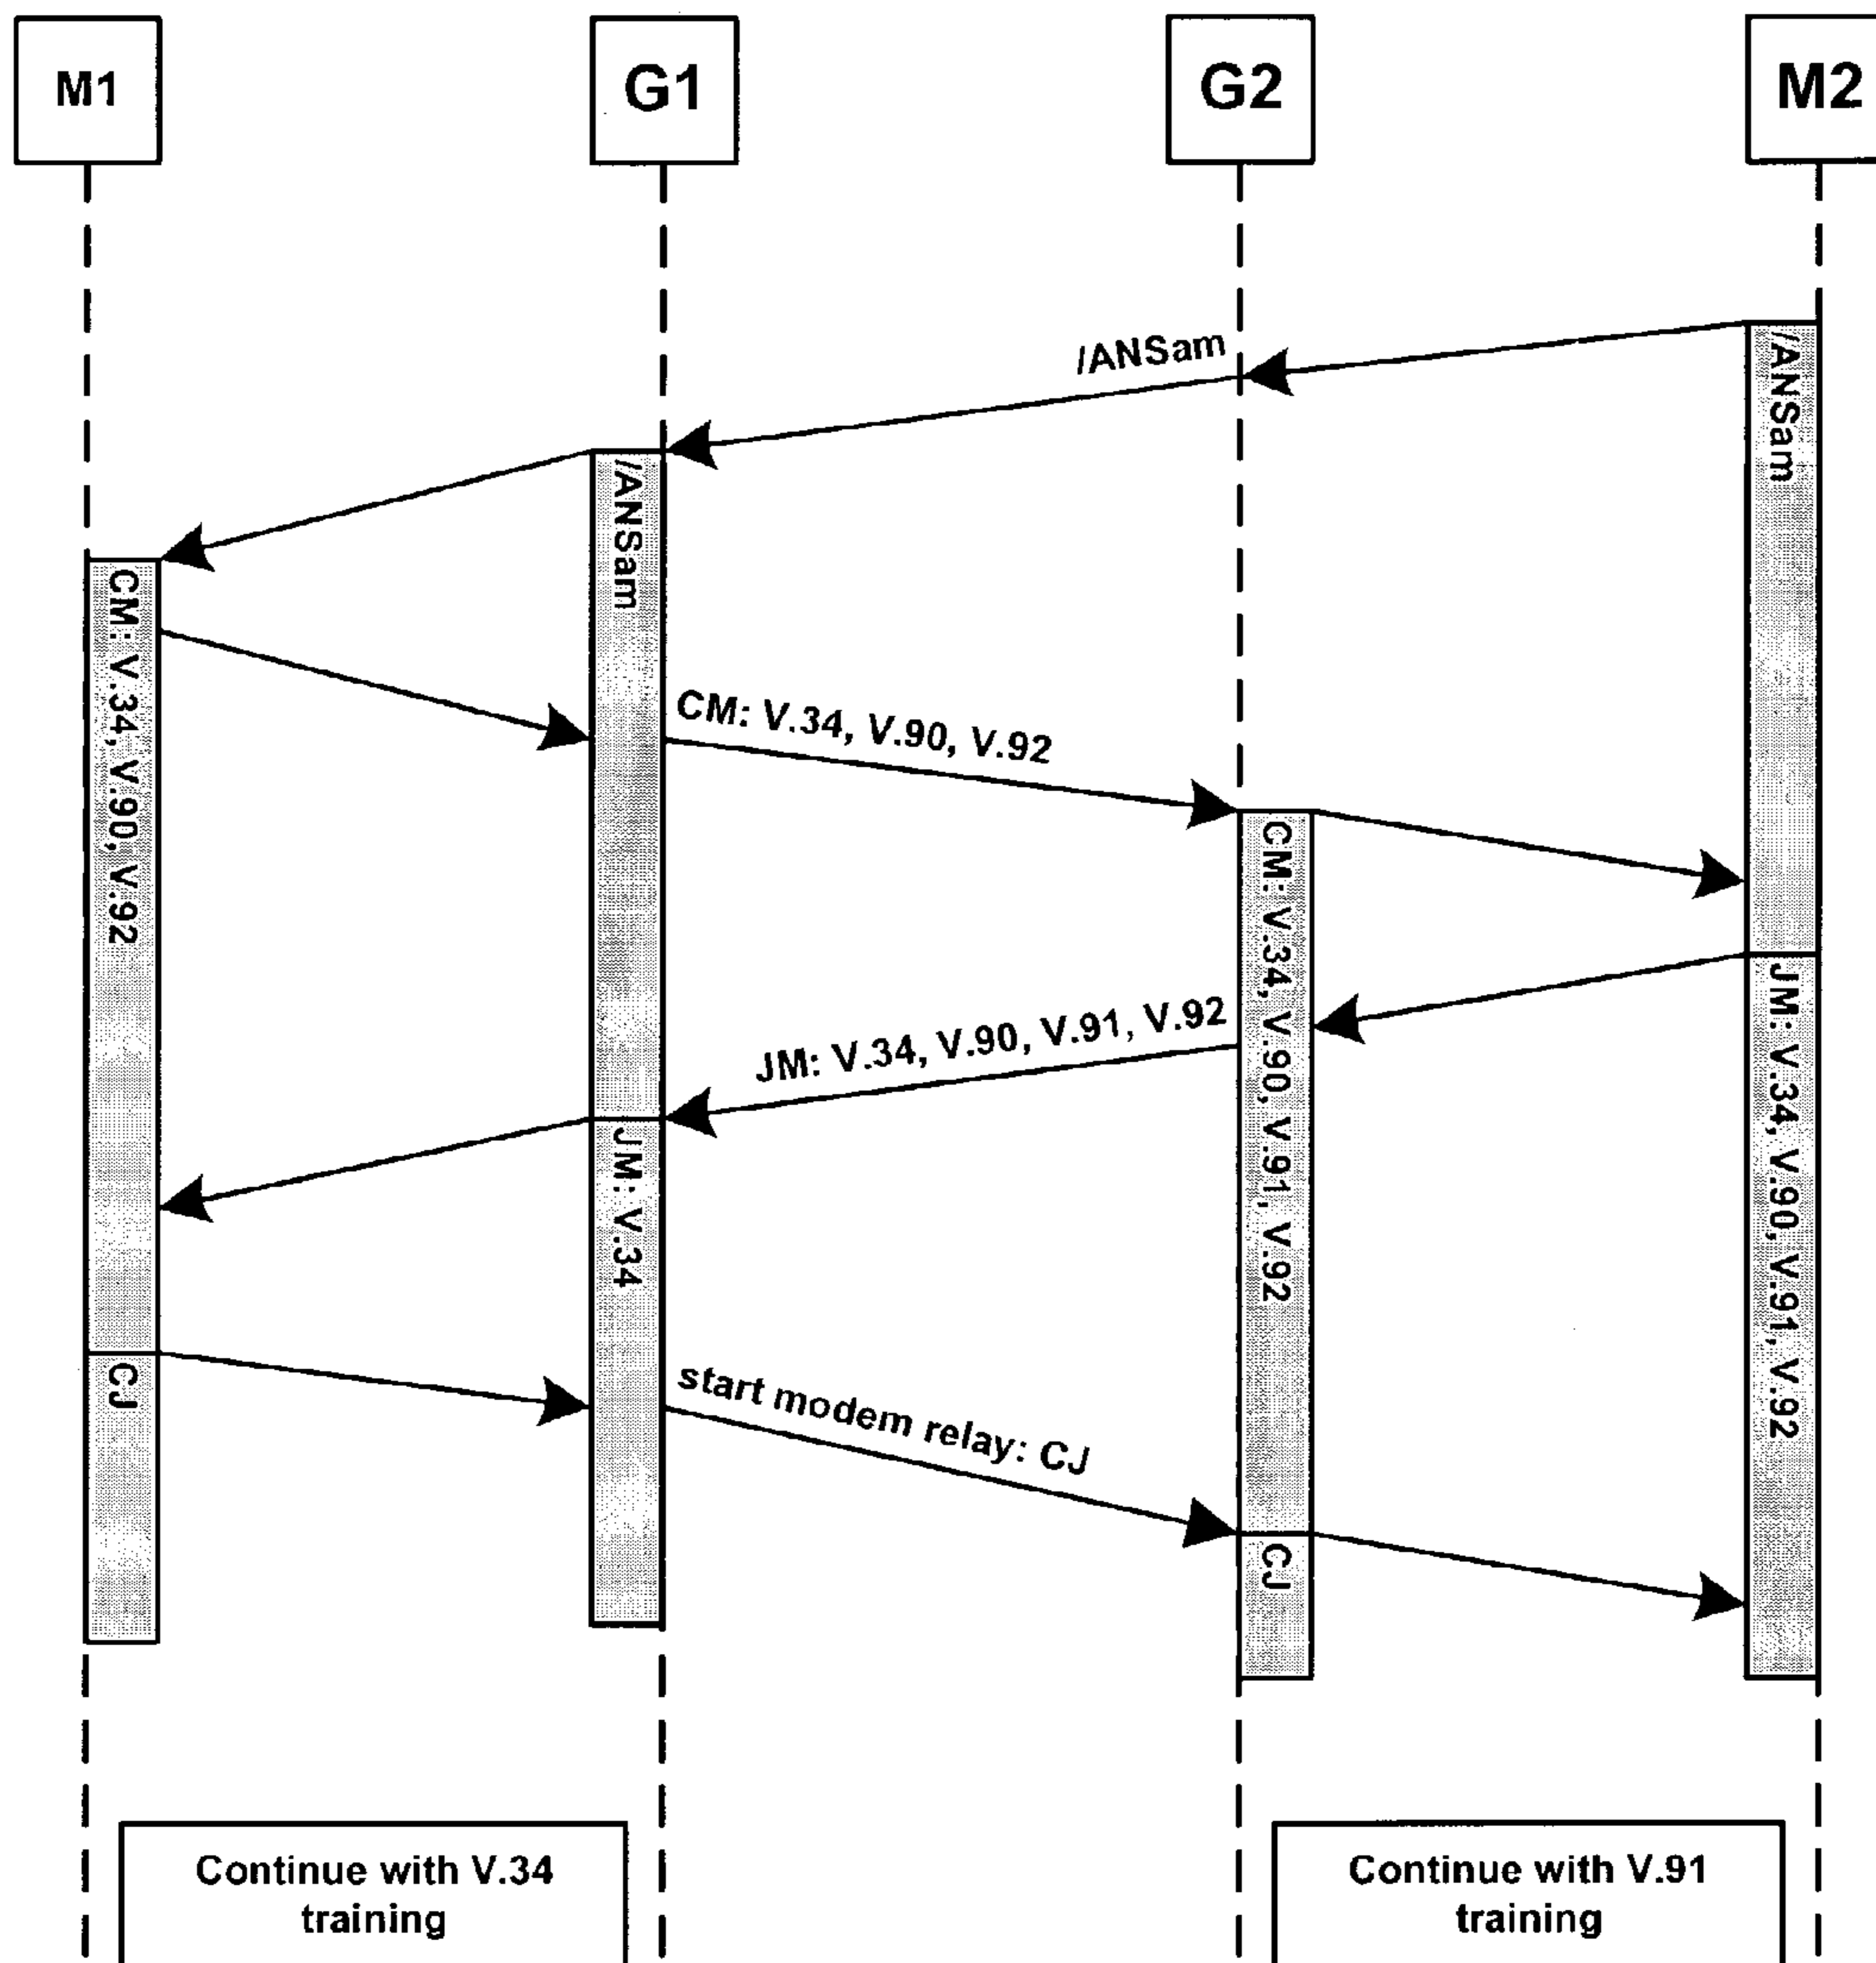 M1
G1
G2
M2
/ANSam
/ANSam
/ANSam
CM: V.34, V.90, V.92
CM: V.34, V.90, V.92
CM: V.34, V.90, V.91, V.92
JM: V.34, V.90, V.91, V.92
JM: V.34, V.90, V.91, V.92
JM: V.34
CJ
start modem relay: CJ
CJ
Continue with V.34
training
Continue with V.91
training